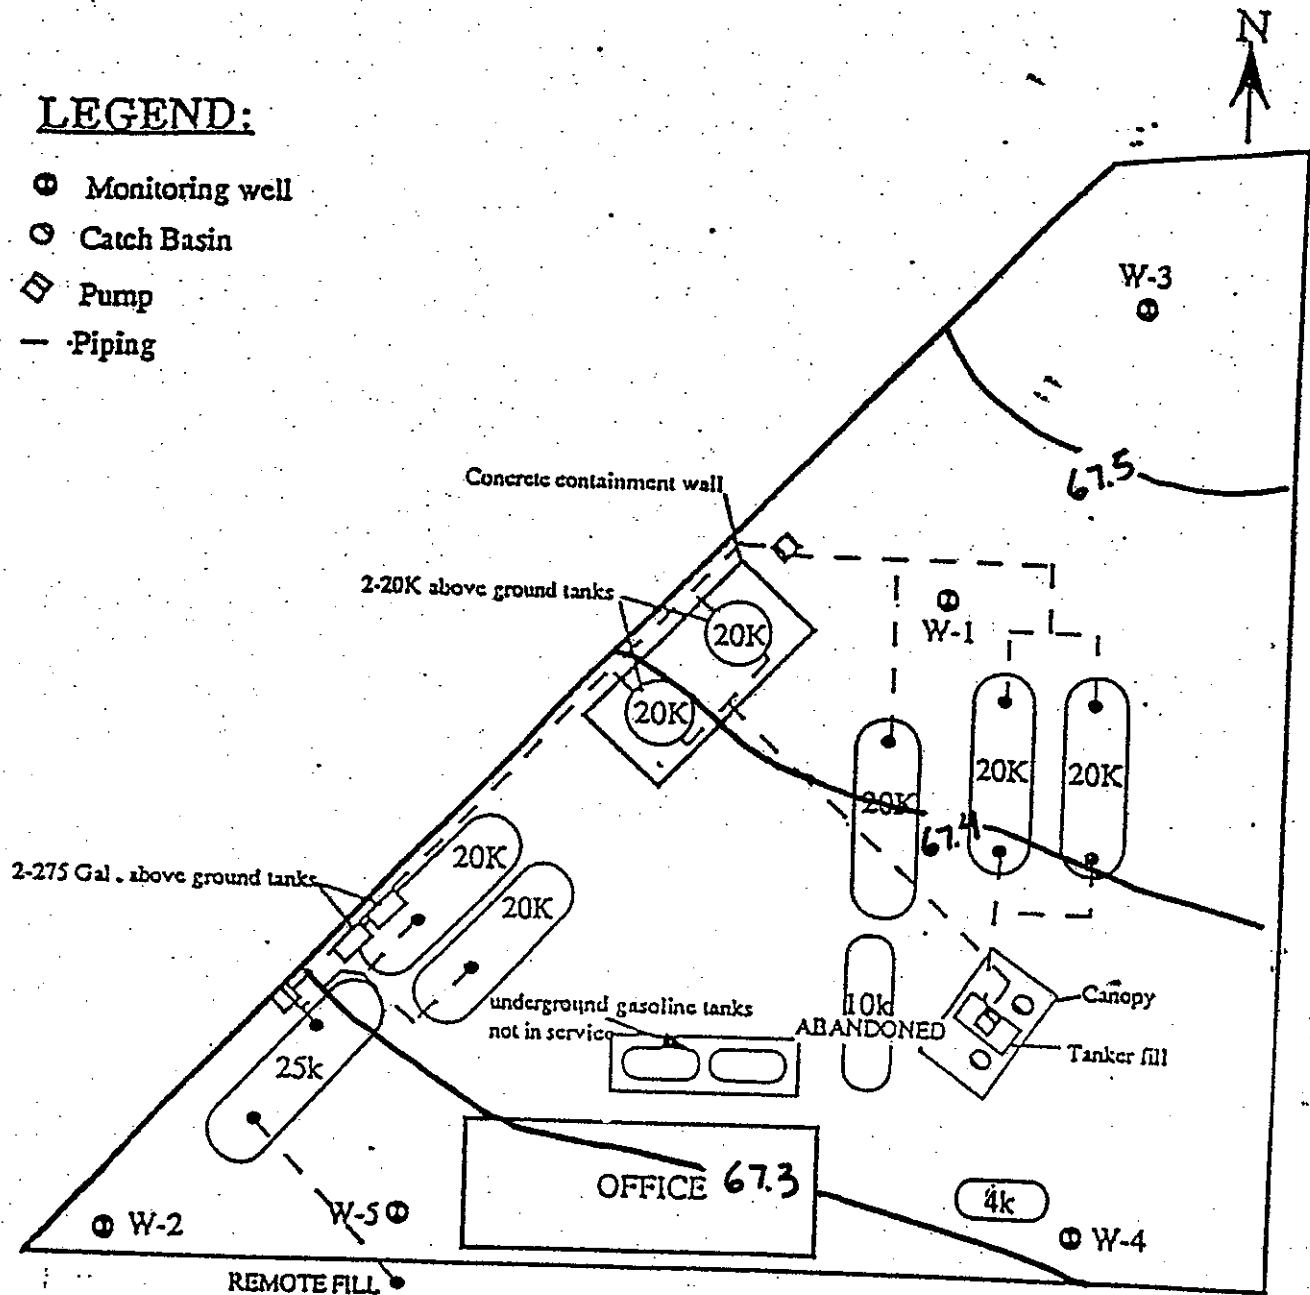 N
LEGEND:
Monitoring well
Catch Basin
Pump
Piping
W-3
67.5
Concrete containment wall
2-20K above ground tanks
20K
W-1
20K
20K
20K
20K
67.4
20K
2-275 Gal. above ground tanks
20K
underground gasoline tanks
not in service
10k
ABANDONED
Canopy
Tanker fill
25k
OFFICE 67.3
4k
W-2
W-5
W-4
REMOTE FILL